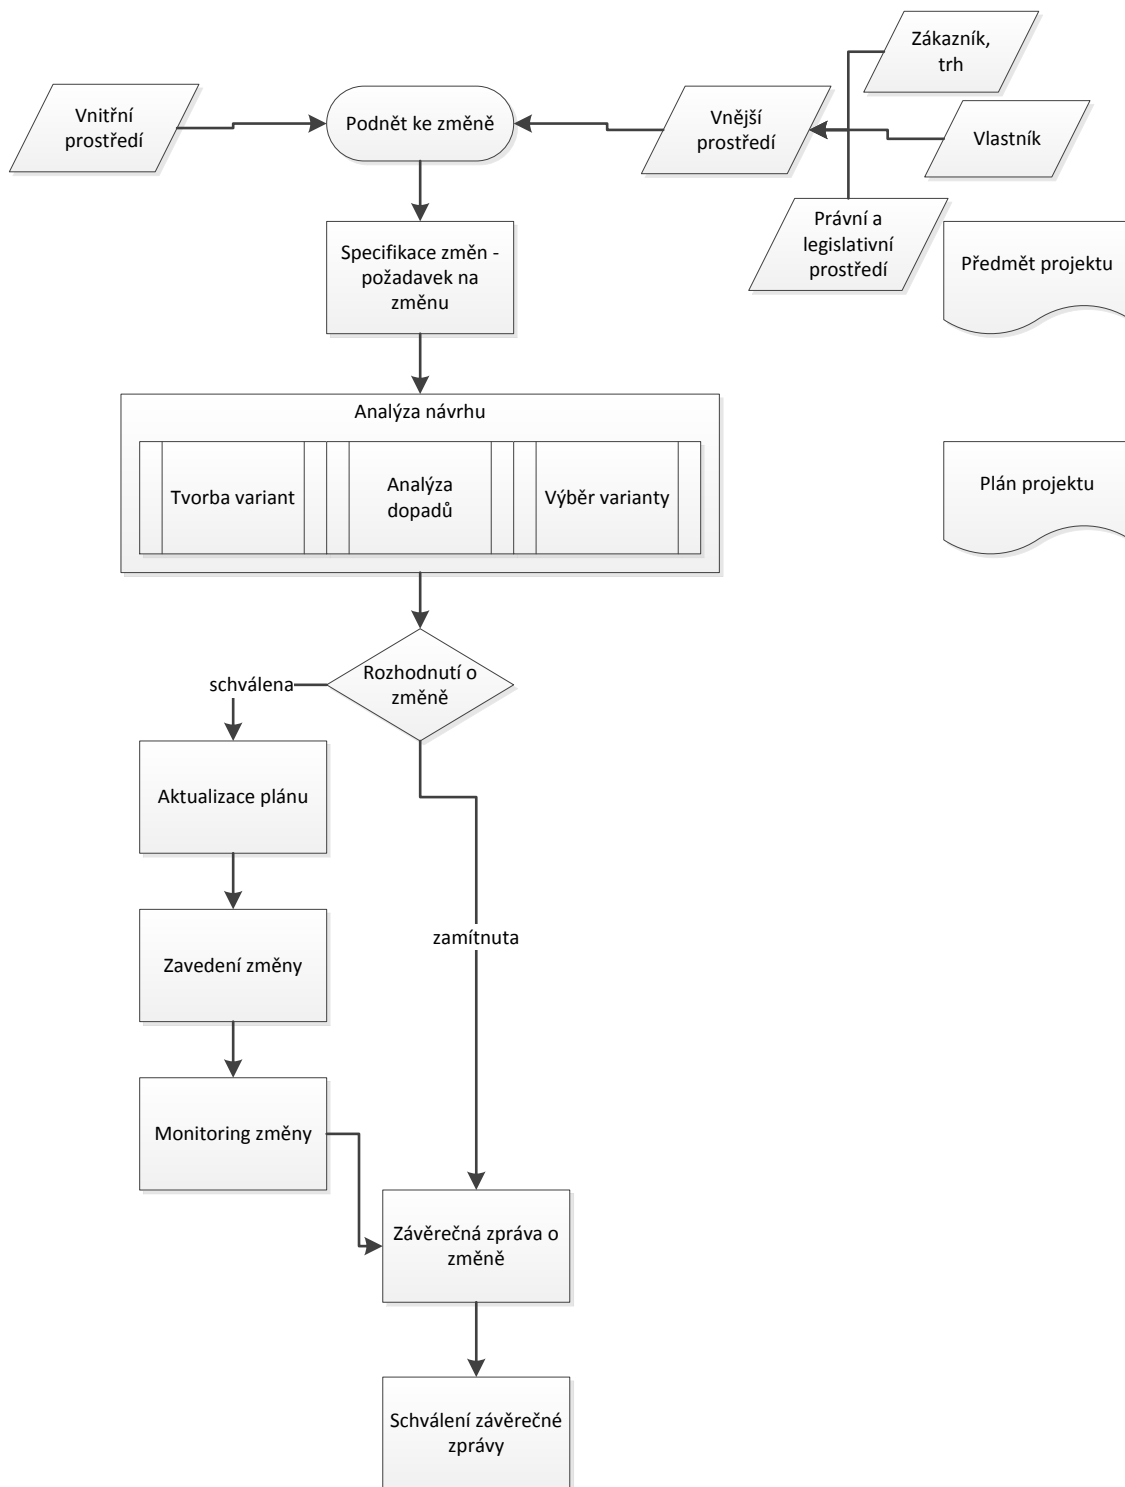 Zákazník,
trh
Vnitřní
prostředí
Podnět ke změně
Vnější
prostředí
Vlastník
Právní a
legislativní
prostředí
Předmět projektu
Specifikace změn -
požadavek na
změnu
Analýza návrhu
Tvorba variant
Analýza
dopadů
Výběr varianty
Plán projektu
Rozhodnutí o
změně
schválena
Aktualizace plánu
zamítnuta
Zavedení změny
Monitoring změny
Závěrečná zpráva o
změně
Schválení závěrečné
zprávy